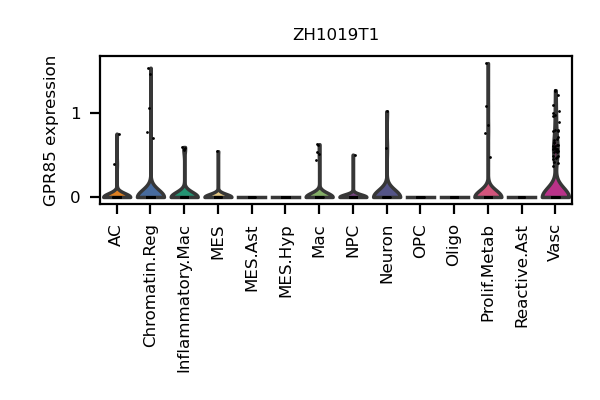 ZH1019T1
GPR85 expression
1
0
AC
Chromatin.Reg
Inflammatory.Mac
MES
MES.Ast
MES.Hyp
Mac
NPC
Neuron
OPC
Oligo
Prolif.Metab
Reactive.Ast
Vasc